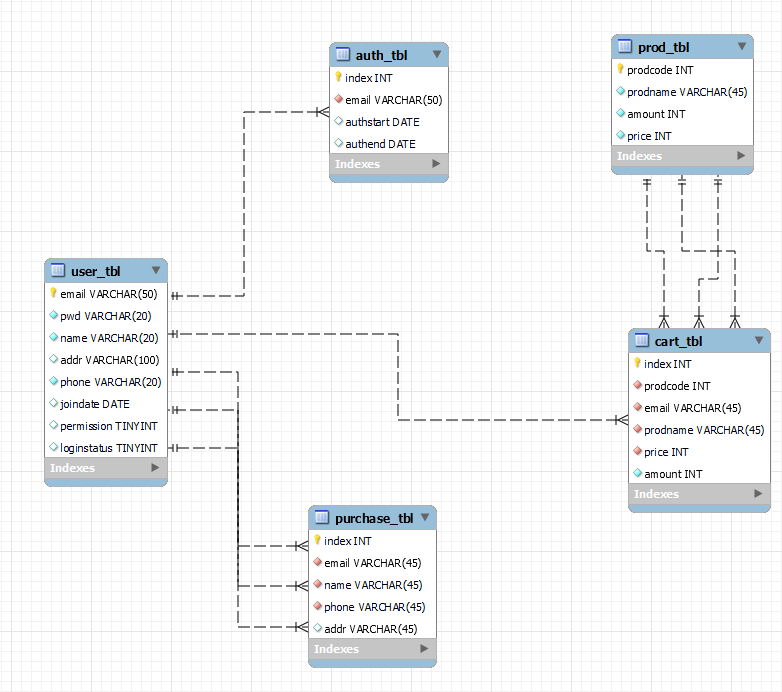 auth_tbl
index INT
email VARCHAR(50)
authstart DATE
authend DATE
Indexes
prod_tbl
prodcode INT
prodname VARCHAR(45)
amount INT
price INT
Indexes
user_tbl
email VARCHAR(50)
pwd VARCHAR(20)
name VARCHAR(20)
addr VARCHAR(100)
phone VARCHAR(20)
joindate DATE
permission TINYINT
loginstatus TINYINT
Indexes
cart_tbl
index INT
prodcode INT
email VARCHAR(45)
prodname VARCHAR(45)
price INT
amount INT
Indexes
purchase_tbl
index INT
email VARCHAR(45)
name VARCHAR(45)
phone VARCHAR(45)
addr VARCHAR(45)
Indexes